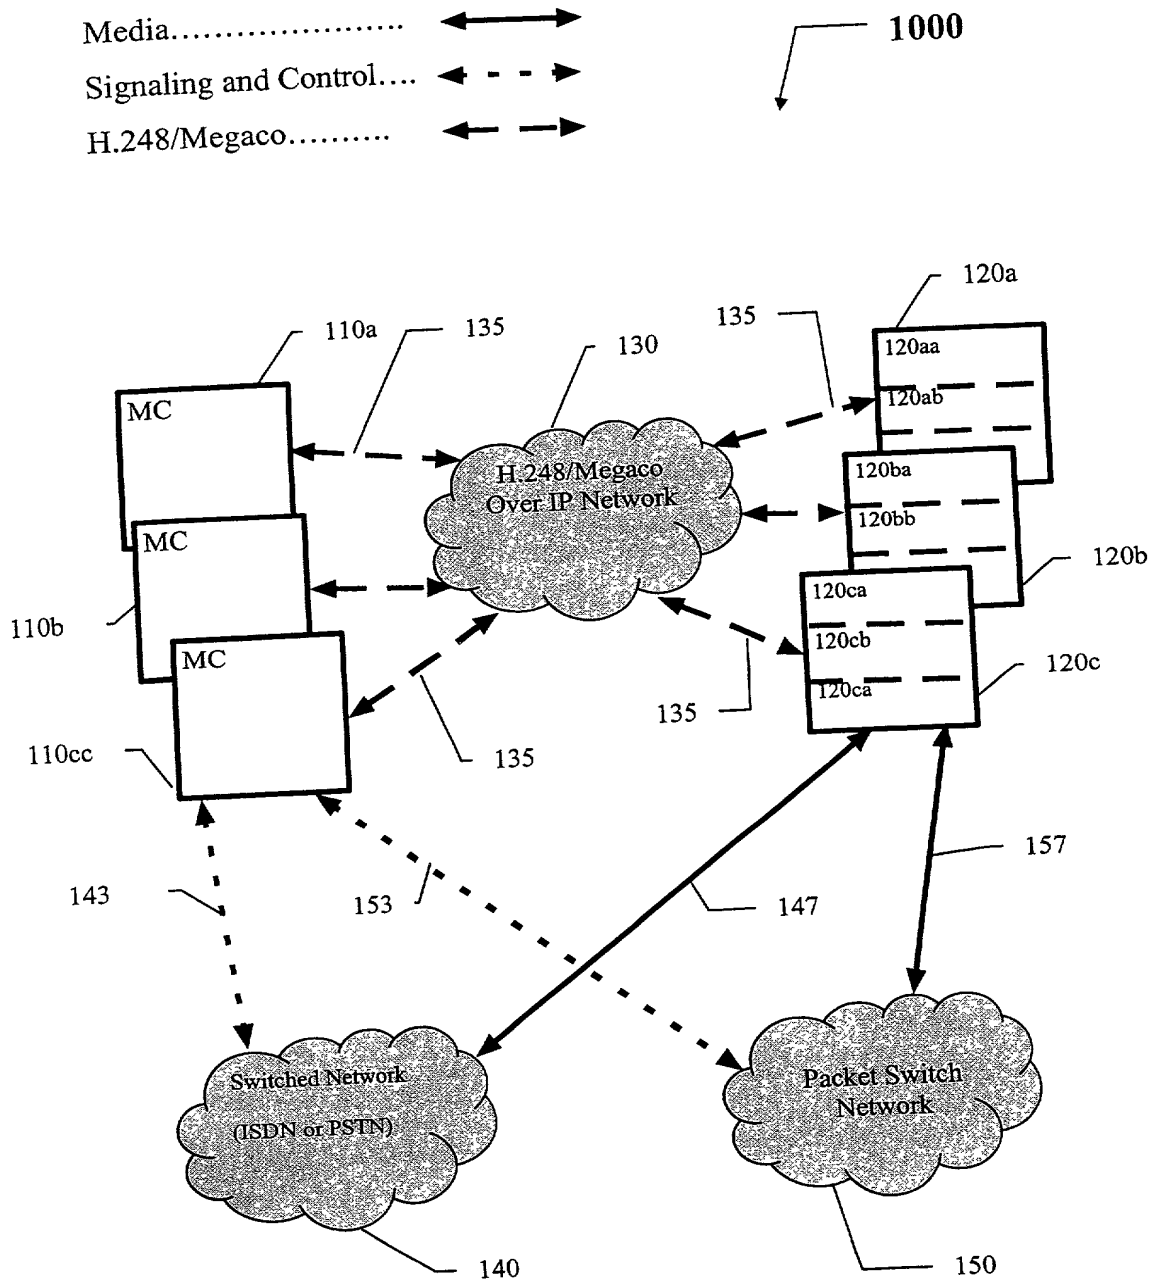 Media......................
1000
Signaling and Control....
H.248/Megaco..........
120a
110a
135
135
130
120aa
120ab
MC
H.248/Megaco
Over IP Network
120ba
120bb
MC
120b
110b
120ca
120cb
120ca
120c
MC
135
135
110cc
157
143
153
147
Switched Network
(ISDN or PSTN)
Packet Switch
Network
140
150